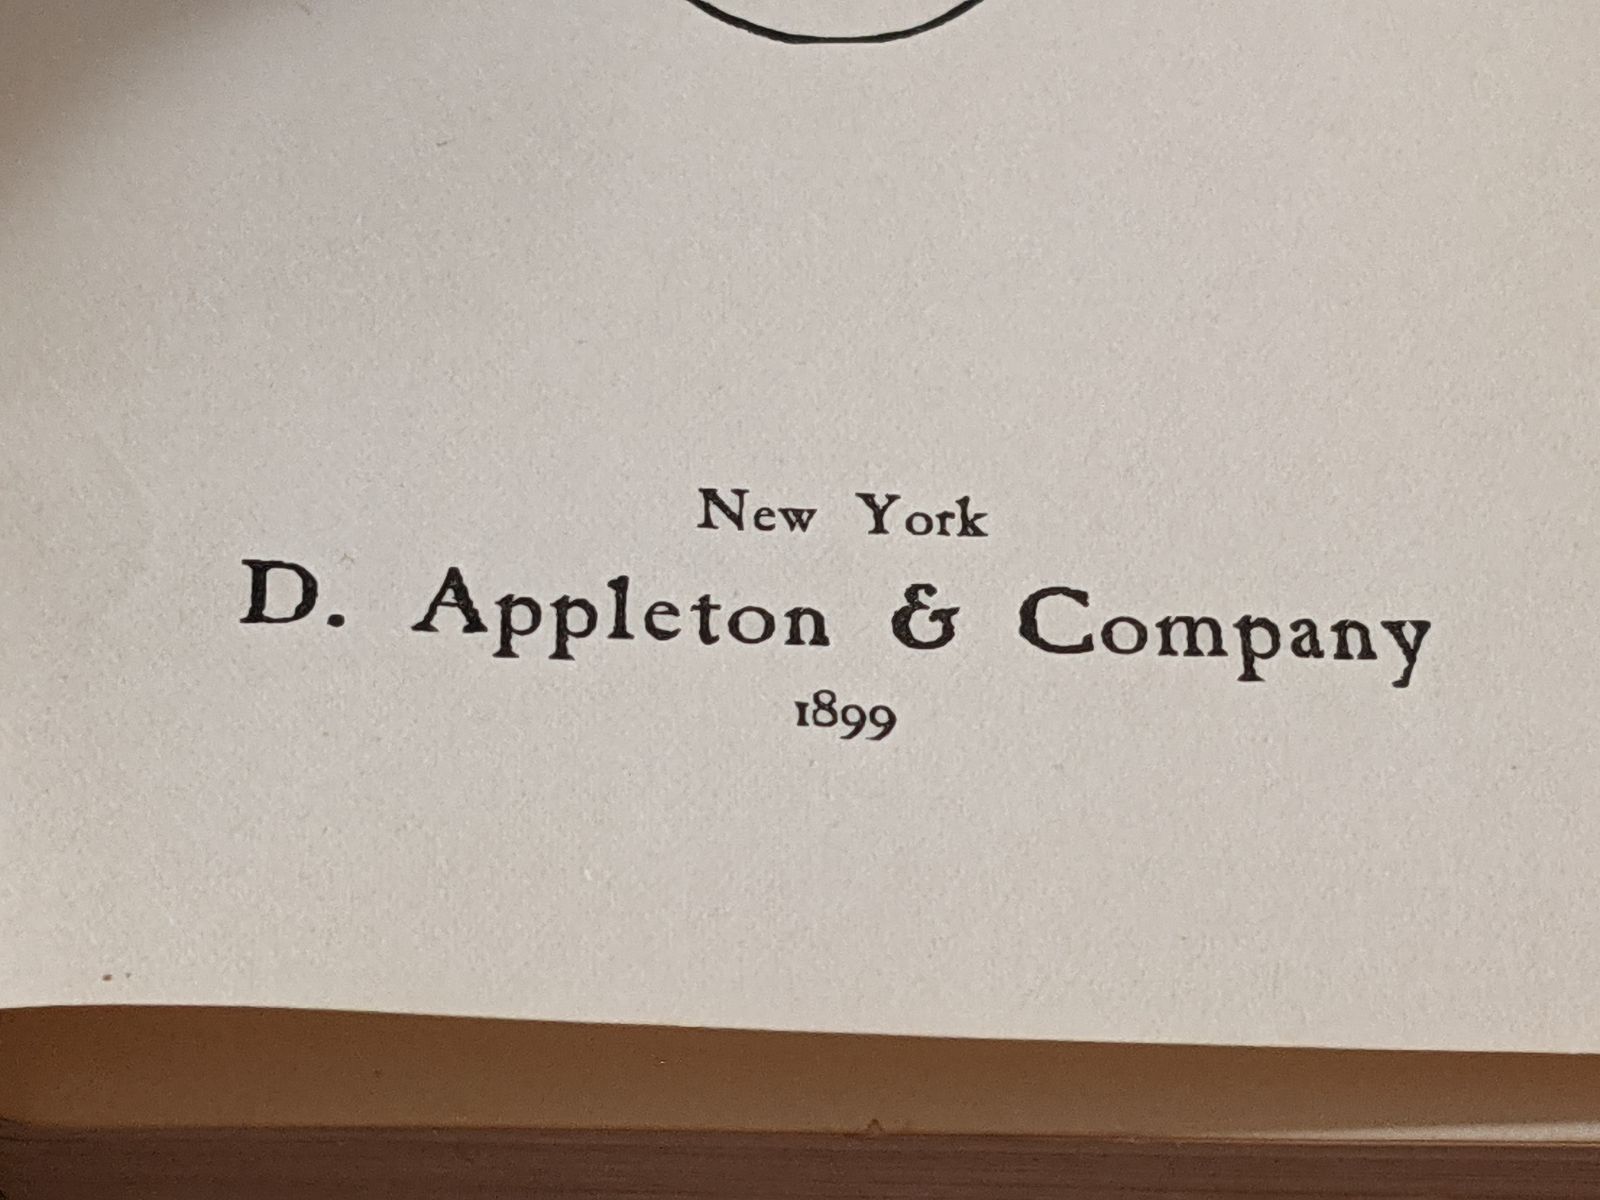 New York
D. Appleton & Company
1899